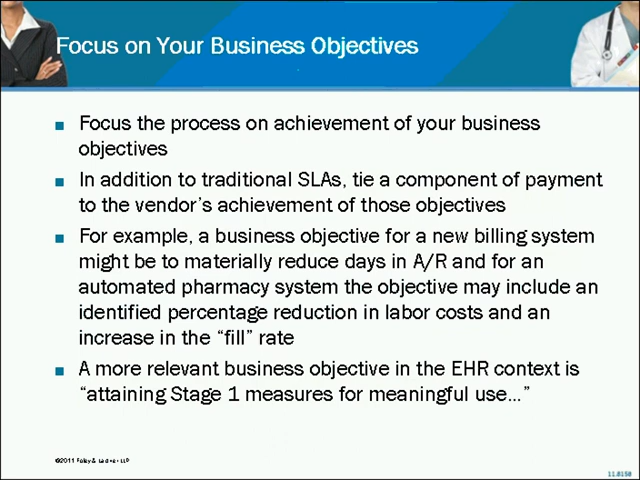 Focus on Your Business Objectives
Focus the process on achievement of your business
objectives
In addition to traditional SLAs, tie a component of payment
to the vendor's achievement of those objectives
For example, a business objective for a new billing system
might be to materially reduce days in A/R and for an
automated pharmacy system the objective may include an
identified percentage reduction in labor costs and an
increase in the “fill” rate
A more relevant business objective in the EHR context is
“attaining Stage 1 measures for meaningful use...”
©2011 Foley & Lardner LLP
11.8158